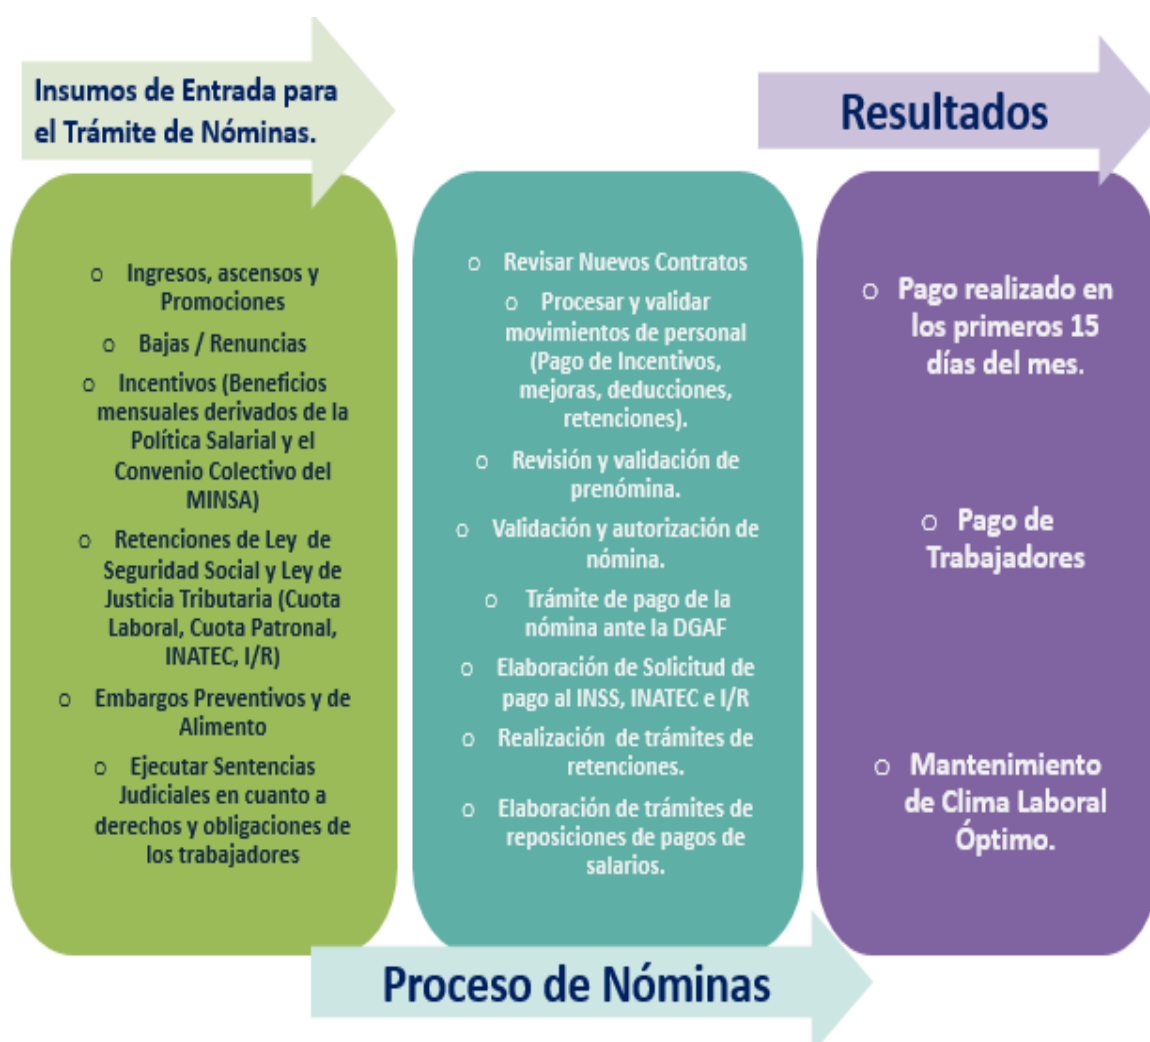 Insumos de Entrada para
el Trámite de Nóminas.
o Ingresos, ascensos y
Promociones
o Bajas / Renuncias
o Incentivos (Beneficios
mensuales derivados de la
Política Salarial y el
Convenio Colectivo del
MINSA)
o Retenciones de Ley de
Seguridad Social y Ley de
Justicia Tributaria (Cuota
Laboral, Cuota Patronal,
INATEC, I/R)
o Embargos Preventivos y de
Alimento
o Ejecutar Sentencias
Judiciales en cuanto a
derechos y obligaciones de
los trabajadores
o Revisar Nuevos Contratos
o Procesar y validar
movimientos de personal
(Pago de Incentivos,
mejoras, deducciones,
retenciones).
o Revisión y validación de
prenómina.
o Validación y autorización de
nómina.
o Trámite de pago de la
nómina ante la DGAF
o Elaboración de Solicitud de
pago al INSS, INATEC e I/R
o Realización de trámites de
retenciones.
o Elaboración de trámites de
reposiciones de pagos de
salarios.
Proceso de Nóminas
Resultados
o Pago realizado en
los primeros 15
días del mes.
o Pago de
Trabajadores
o Mantenimiento
de Clima Laboral
Óptimo.